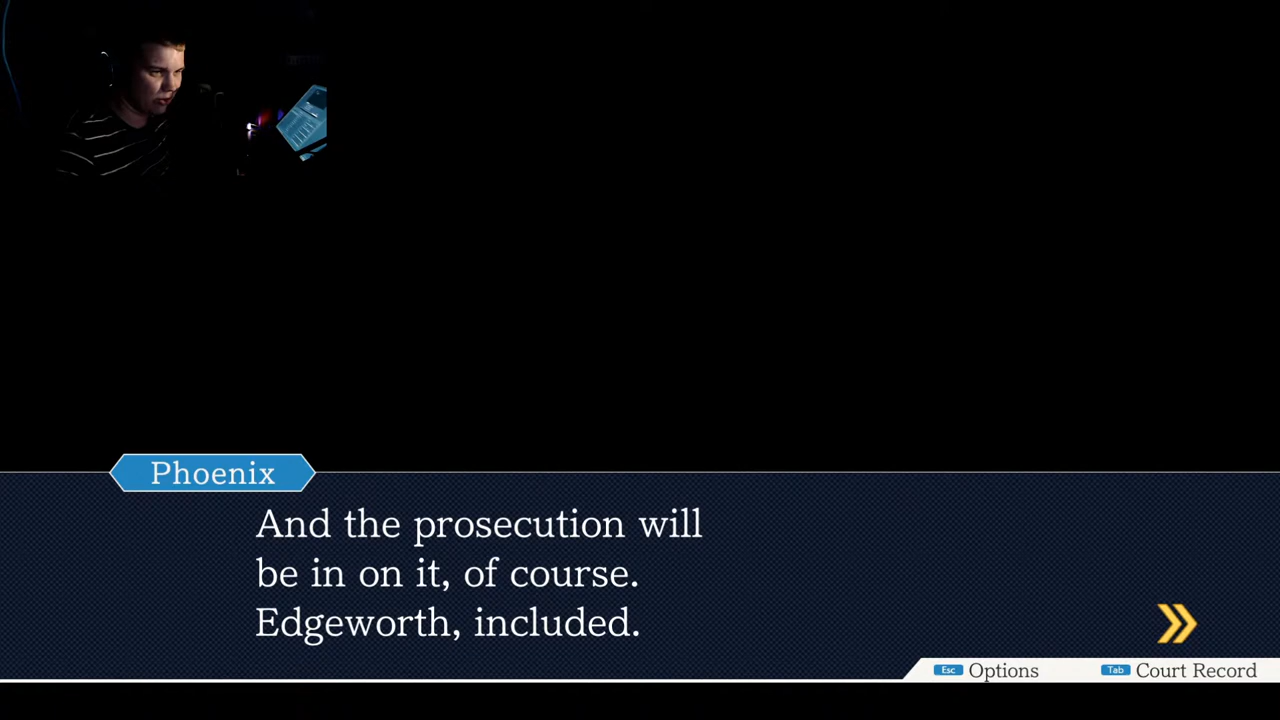 Phoenix
And the prosecution will
be in on it, of course.
Edgeworth, included.
Esc Options Tab Court Record